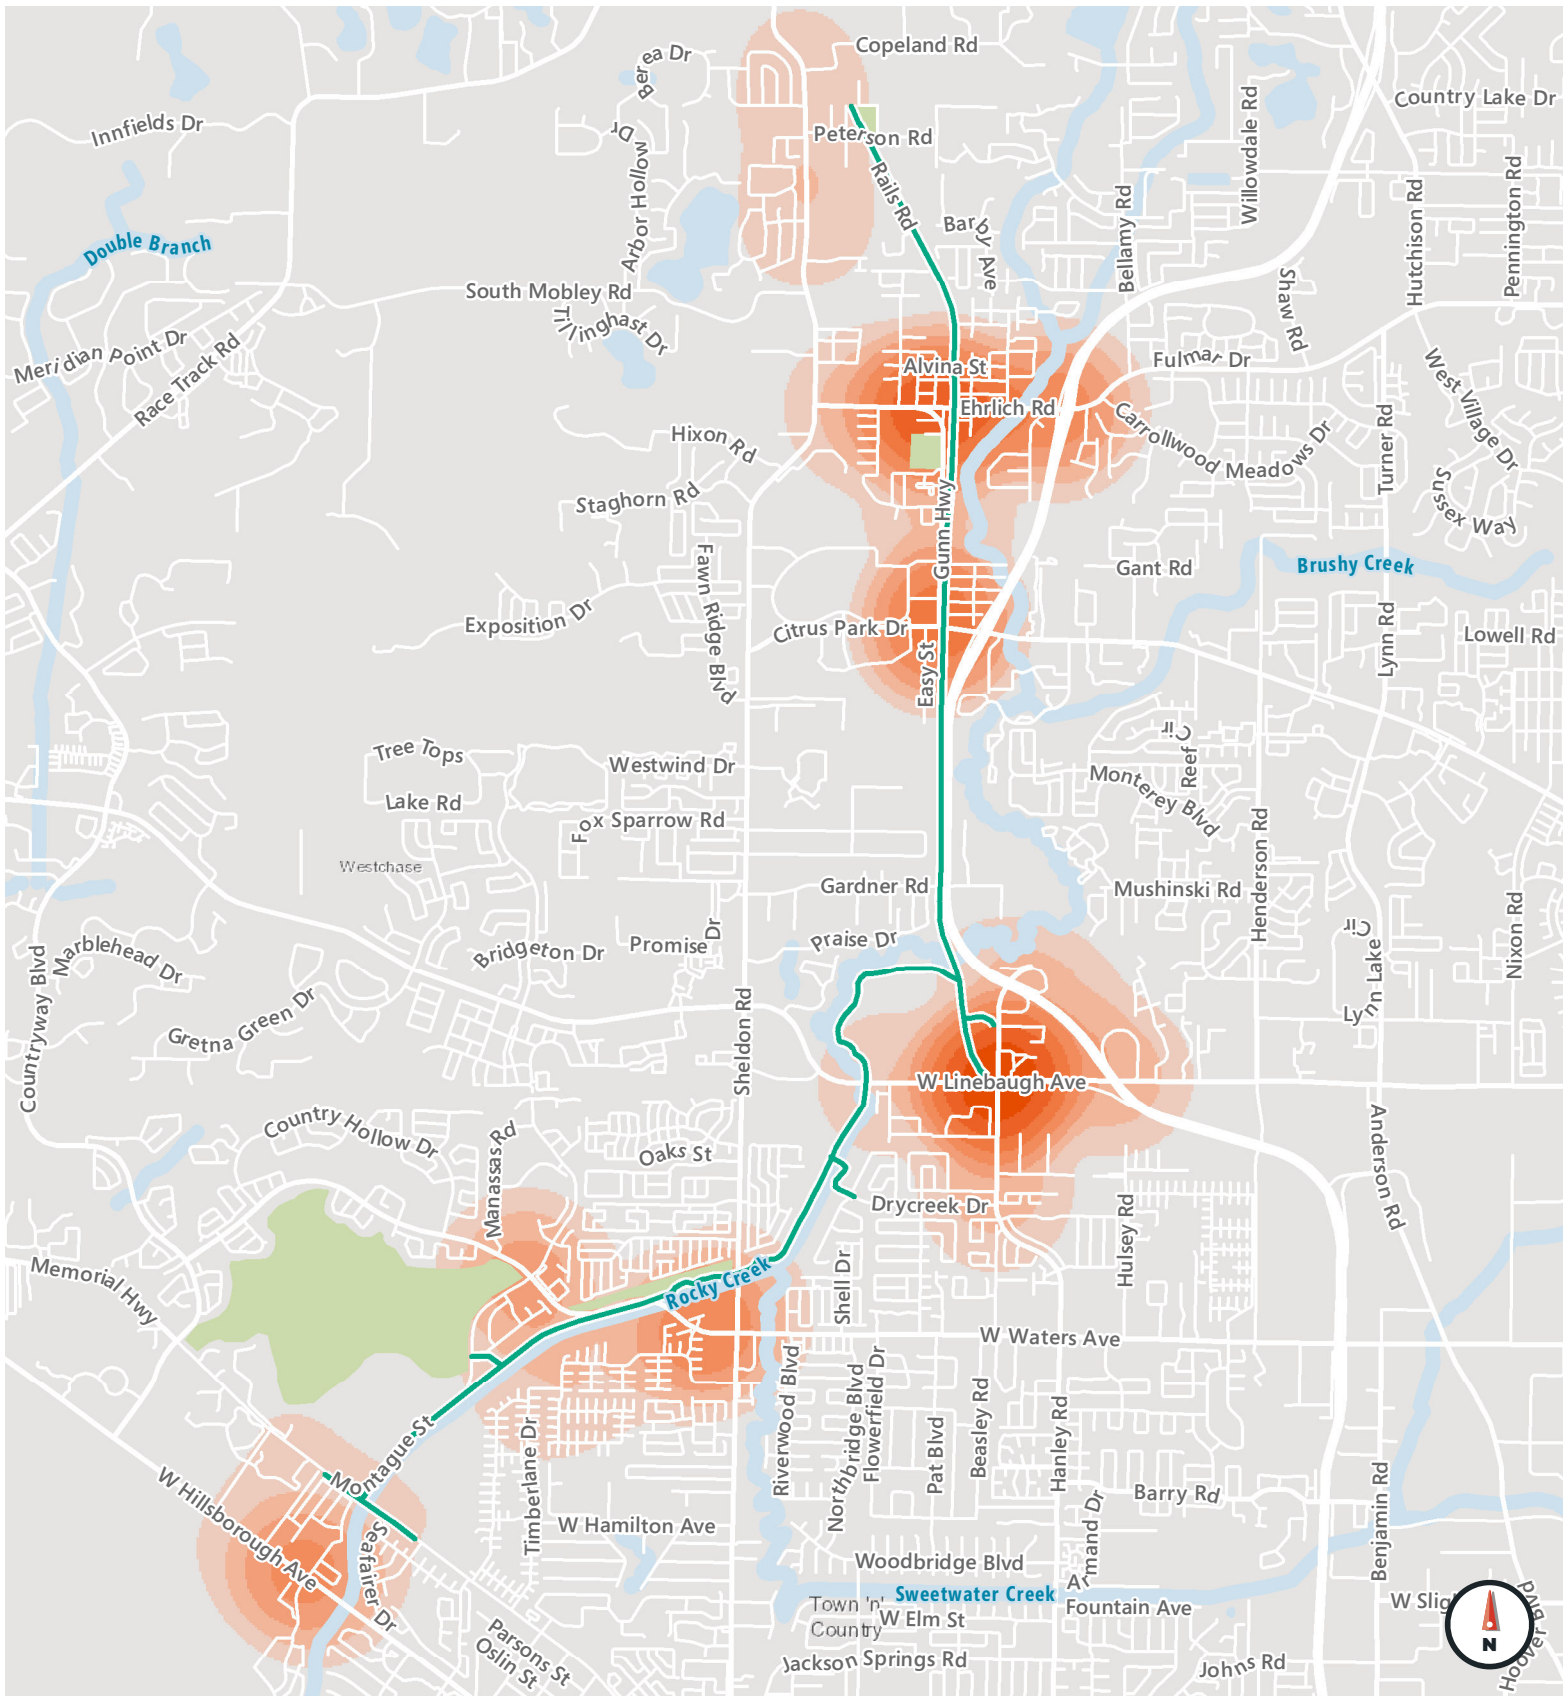 Copeland Rd
Berea Dr
Country Lake Dr
Innfields Dr
Peterson Rd
Willowdale Rd
Arbor Hollow Dr
Rails Rd
Barby Ave
Bellamy Rd
Hutchison Rd
Pennington Rd
Double Branch
South Mobley Rd
Tillinghast Dr
Shaw Rd
Meridian Point Dr
Race Track Rd
Alvina St
Fulmar Dr
West Village Dr
Ehrlich Rd
Carrollwood Meadows Dr
Turner Rd
Hixon Rd
Staghorn Rd
Sussex Way
Gunn Hwy
Fawn Ridge Blvd
Gant Rd
Brushy Creek
Exposition Dr
Citrus Park Dr
Easy St
Lynn Rd
Lowell Rd
Tree Tops
Westwind Dr
Reef Cir
Monterey Blvd
Lake Rd
Fox Sparrow Rd
Westchase
Gardner Rd
Mushinski Rd
Henderson Rd
Nixon Rd
Countryway Blvd
Marblehead Dr
Bridgeton Dr
Promise Dr
Praise Dr
Lynn Lake Cir
Gretna Green Dr
Sheldon Rd
W Linebaugh Ave
Country Hollow Dr
Manassas Rd
Oaks St
Anderson Rd
Drycreek Dr
Hulsey Rd
Memorial Hwy
Rocky Creek
Shell Dr
W Waters Ave
Riverwood Blvd
Northbridge Blvd
Flowerfield Dr
Pat Blvd
Beasley Rd
Hanley Rd
Montague St
Timberlane Dr
W Hillsborough Ave
Seafairer Dr
W Hamilton Ave
Barry Rd
Armand Dr
Benjamin Rd
Woodbridge Blvd
Sweetwater Creek
Town 'n'
Country
W Elm St
Fountain Ave
W Slig
Hoover Blvd
Parsons St
Oslin St
Jackson Springs Rd
Johns Rd
N